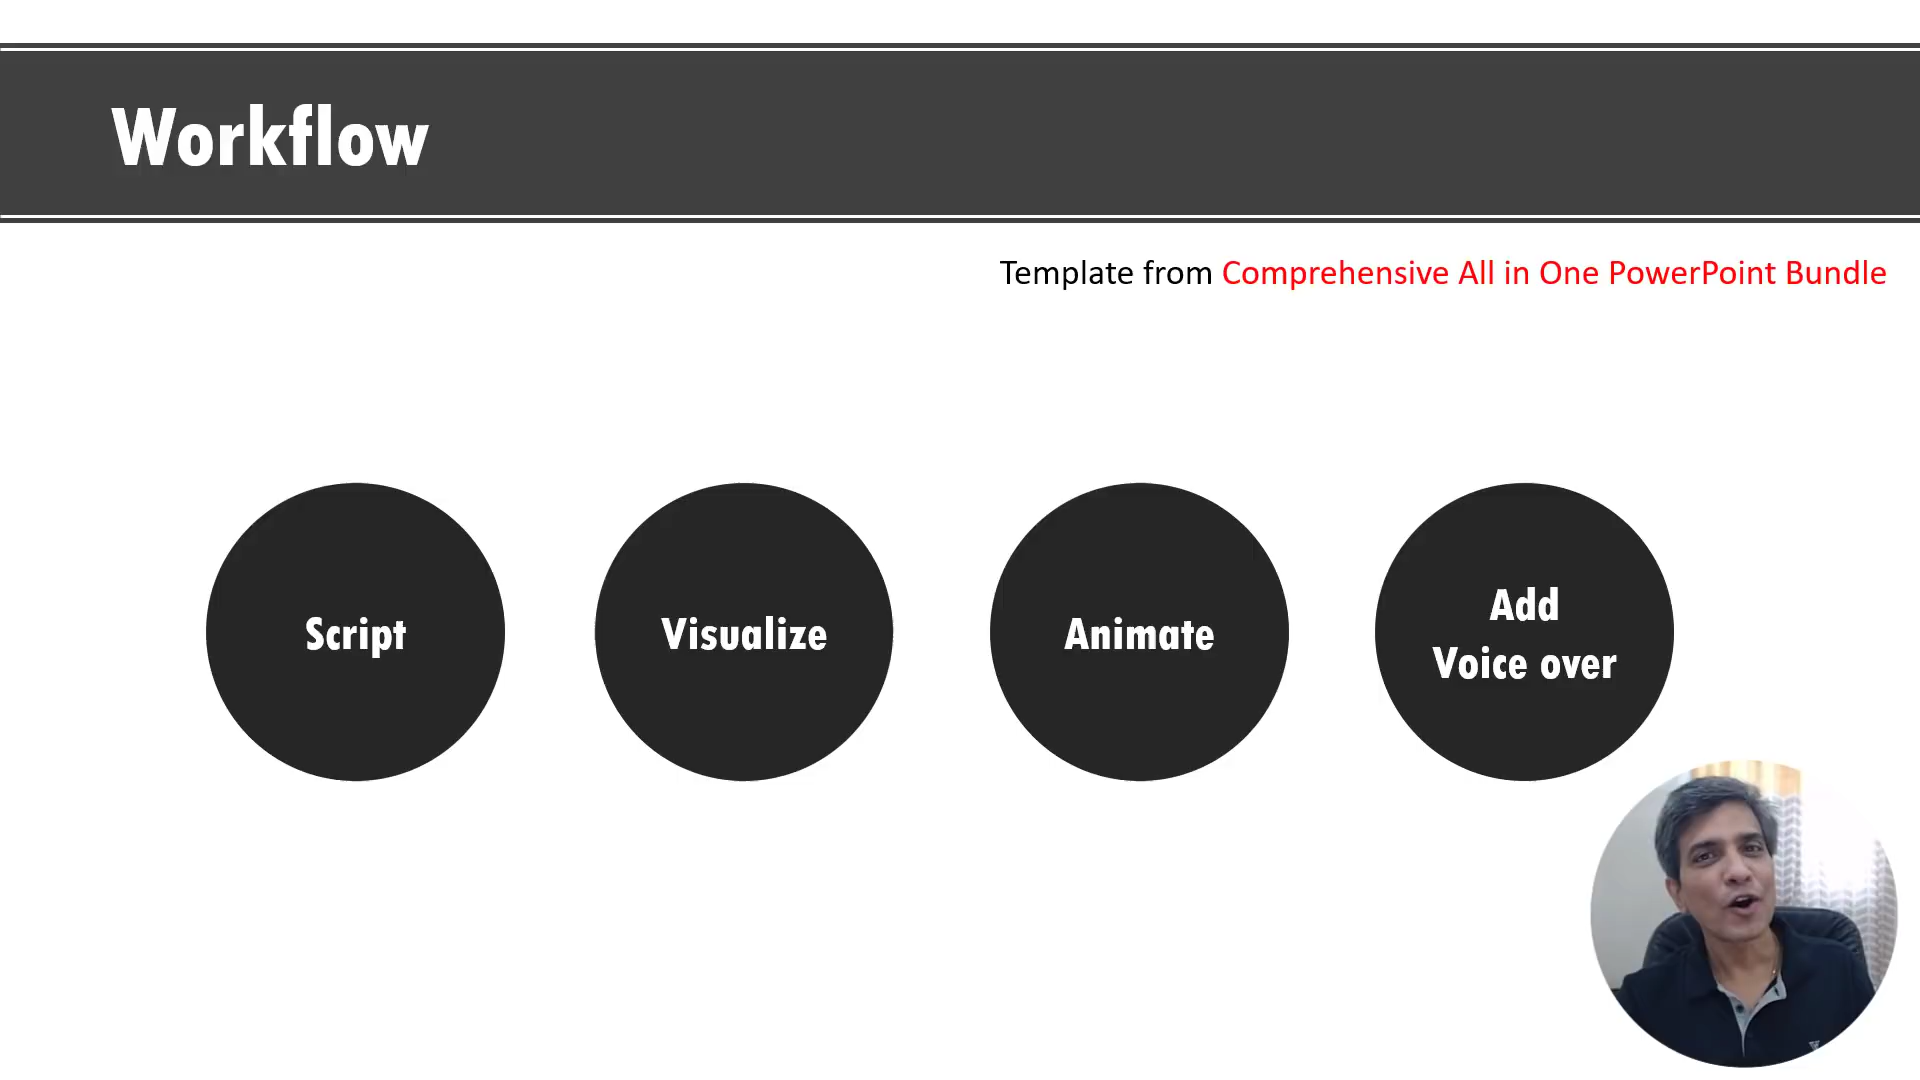 Workflow
Template from Comprehensive All in One PowerPoint Bundle
Script
Visualize
Animate
Add
Voice over